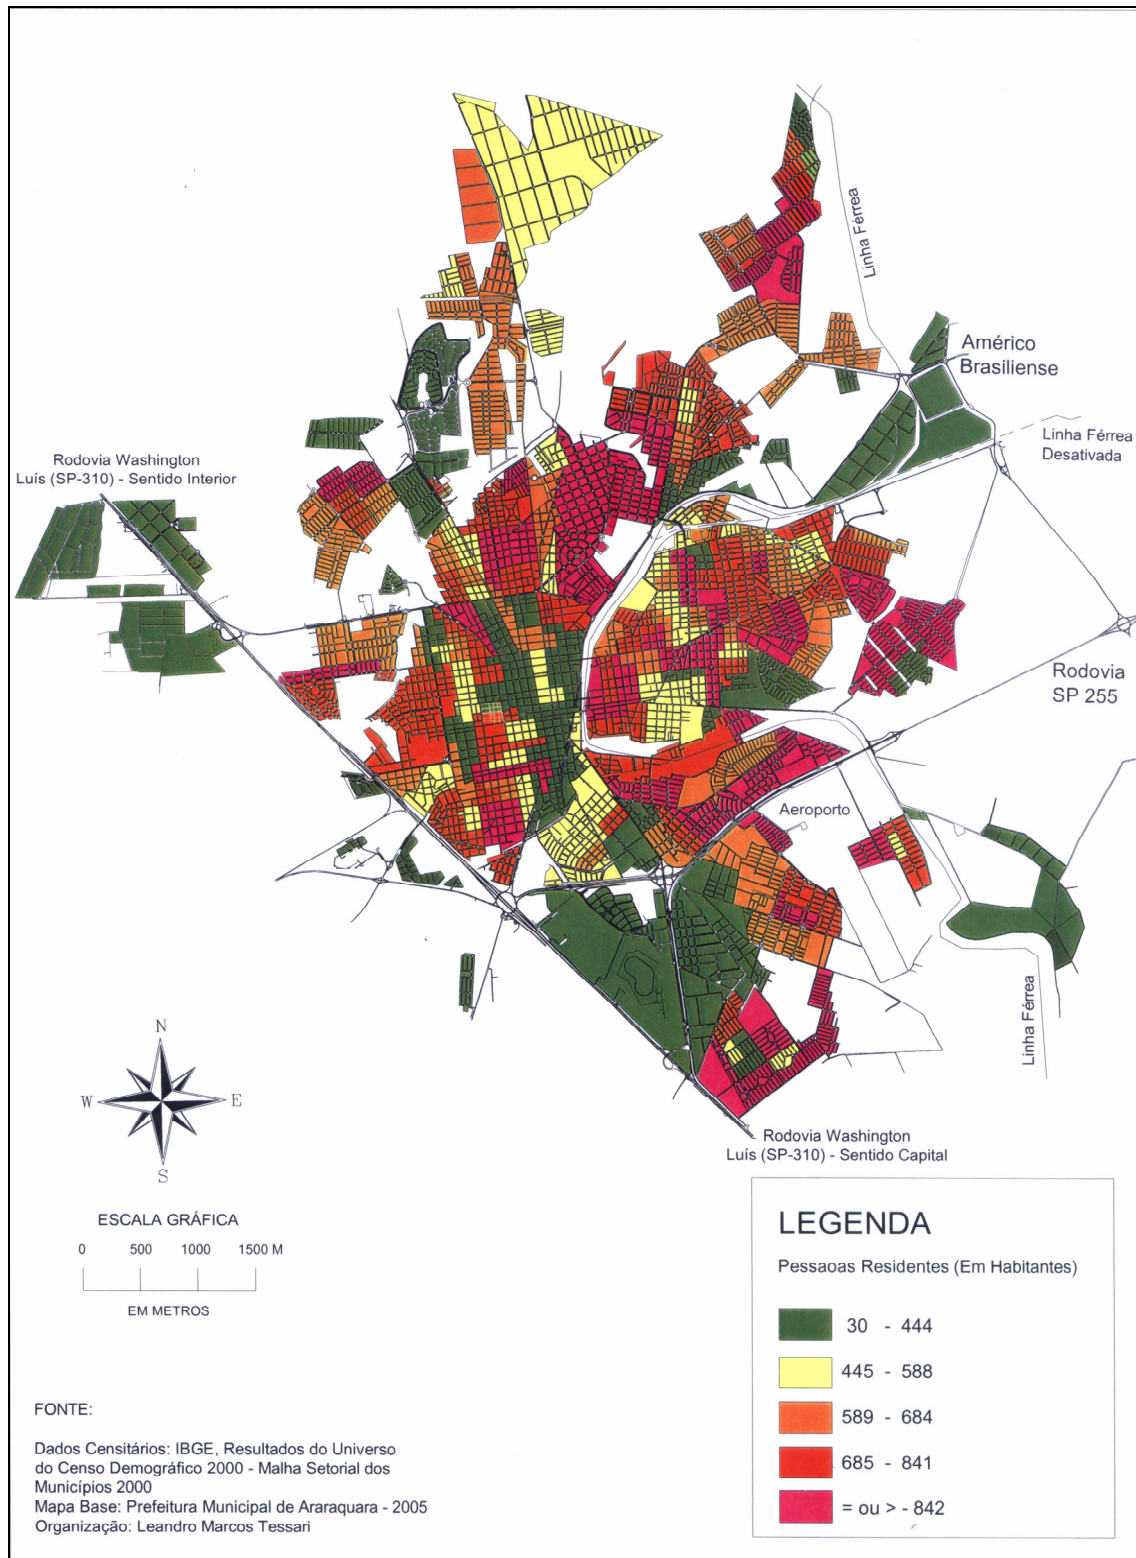 Linha Férrea
Américo
Brasiliense
Linha Férrea
Desativada
Rodovia Washington
Luís (SP-310) - Sentido Interior
Rodovia
SP 255
Aeroporto
Linha Férrea
Rodovia Washington
Luís (SP-310) - Sentido Capital
N
W
E
S
ESCALA GRÁFICA
0 500 1000 1500 M
EM METROS
LEGENDA
Pessaoas Residentes (Em Habitantes)
30 - 444
445 - 588
589 - 684
685 - 841
= ou > - 842
FONTE:
Dados Censitários: IBGE, Resultados do Universo
do Censo Demográfico 2000 - Malha Setorial dos
Municípios 2000
Mapa Base: Prefeitura Municipal de Araraquara - 2005
Organização: Leandro Marcos Tessari